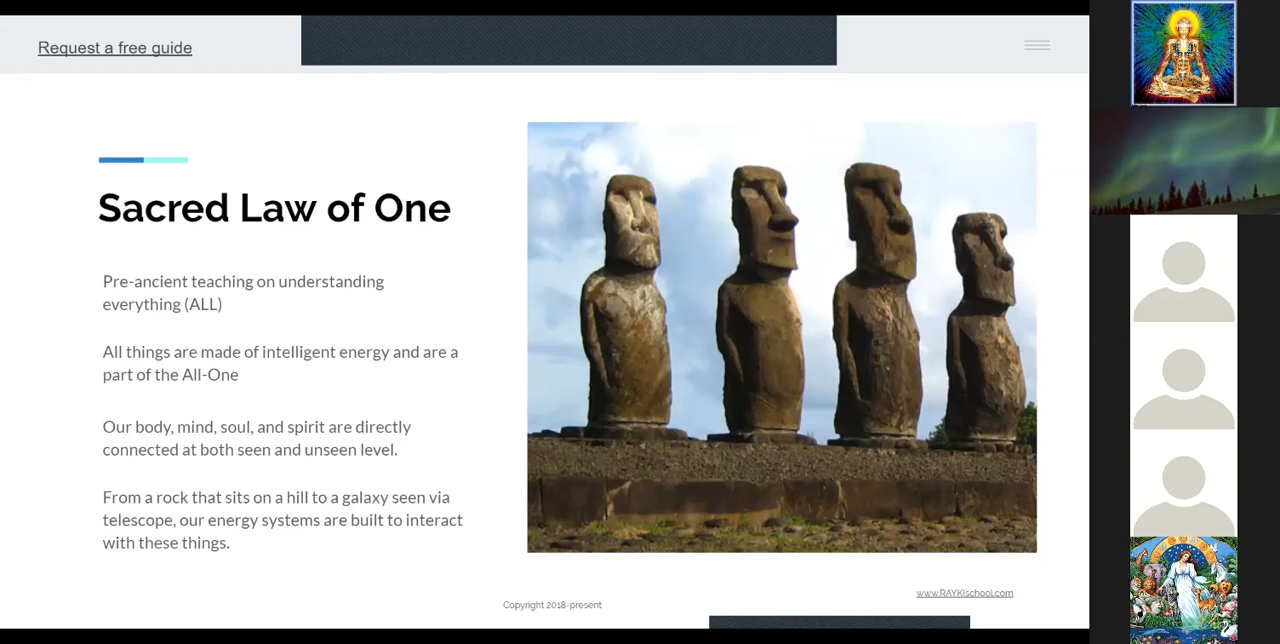 Request a free guide
Sacred Law of One
Pre-ancient teaching on understanding
everything (ALL)
All things are made of intelligent energy and are a
part of the All-One
Our body, mind, soul, and spirit are directly
connected at both seen and unseen level.
From a rock that sits on a hill to a galaxy seen via
telescope, our energy systems are built to interact
with these things.
www.RAYKIschool.com
Copyright 2018-present